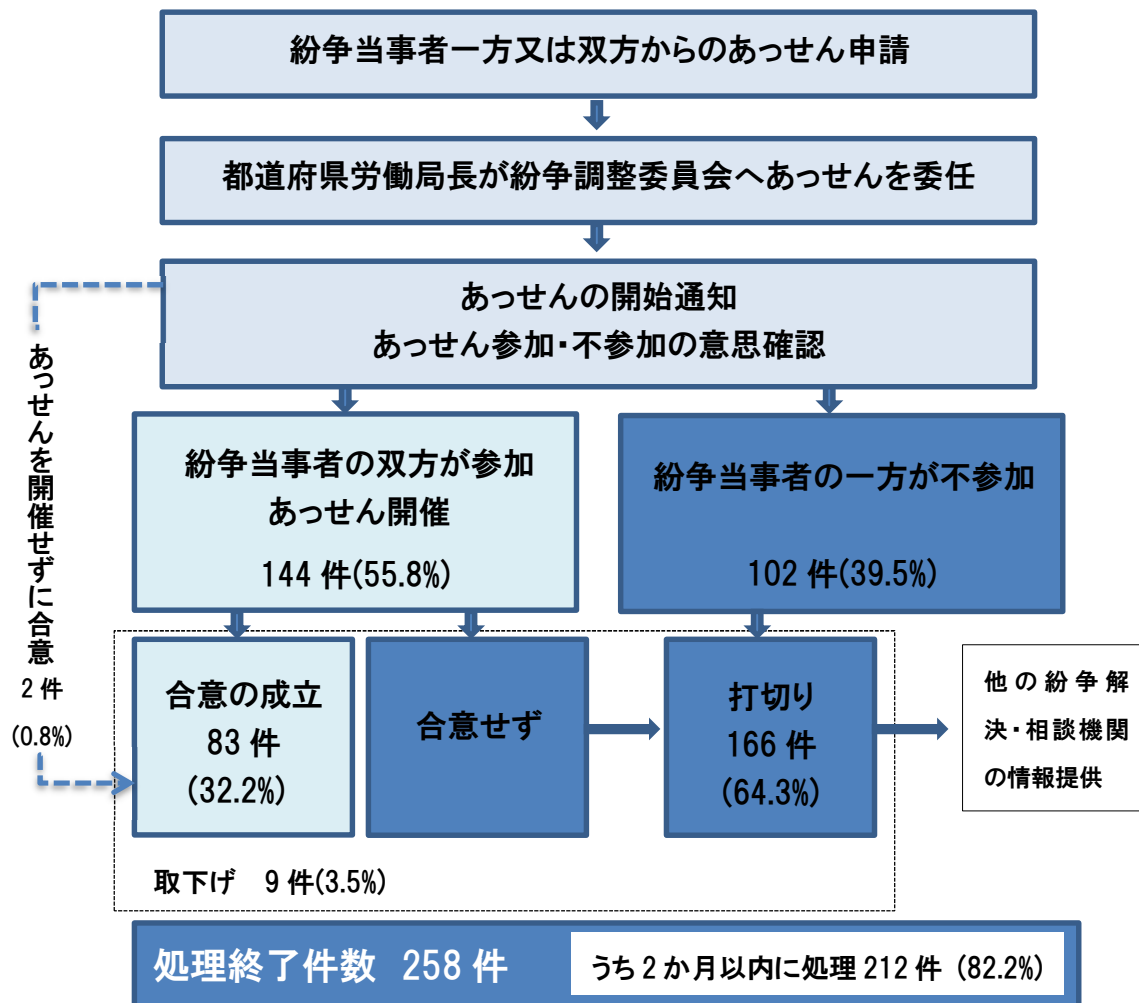 紛争当事者一方又は双方からのあっせん申請
都道府県労働局長が紛争調整委員会へあっせんを委任
あっせんの開始通知
あっせん参加・不参加の意思確認
あっせんを開催せずに合意
2件
(0.8%)
紛争当事者の双方が参加
あっせん開催
144件(55.8%)
紛争当事者の一方が不参加
102件(39.5%)
合意の成立
83件
(32.2%)
合意せず
打切り
166件
(64.3%)
他の紛争解
決・相談機関
の情報提供
取下げ 9件(3.5%)
処理終了件数 258件
うち2か月以内に処理212件 (82.2%)